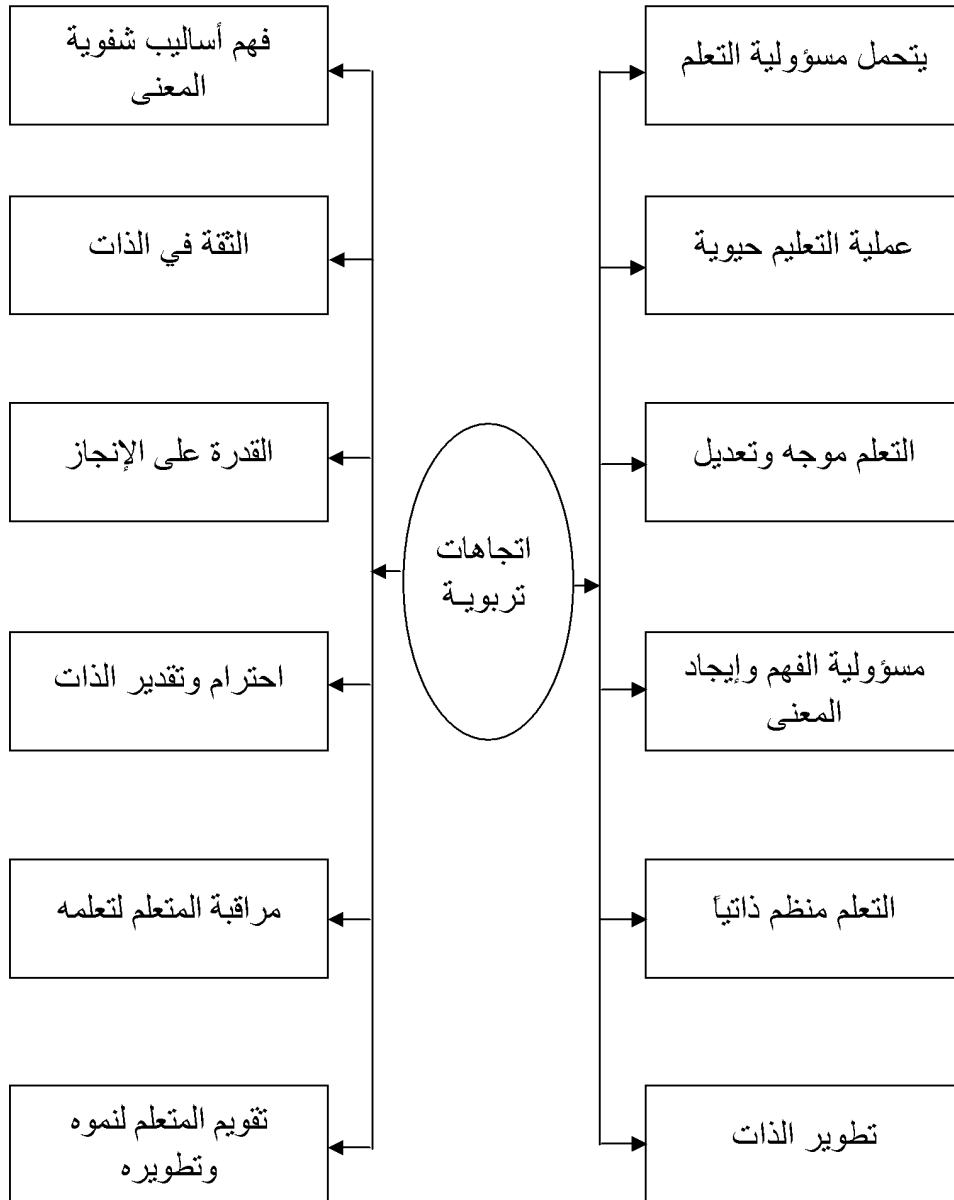 يتحمل مسؤولية التعلم
عملية التعليم حيوية
التعلم موجه وتعديل
مسؤولية الفهم وإيجاد
المعنى
التعلم منظم ذاتياً
تطوير الذات
اتجاهات
تربويـة
فهم أساليب شفوية
المعنى
الثقة في الذات
القدرة على الإنجاز
احترام وتقدير الذات
مراقبة المتعلم لتعلمه
تقويم المتعلم لنموه
وتطويره